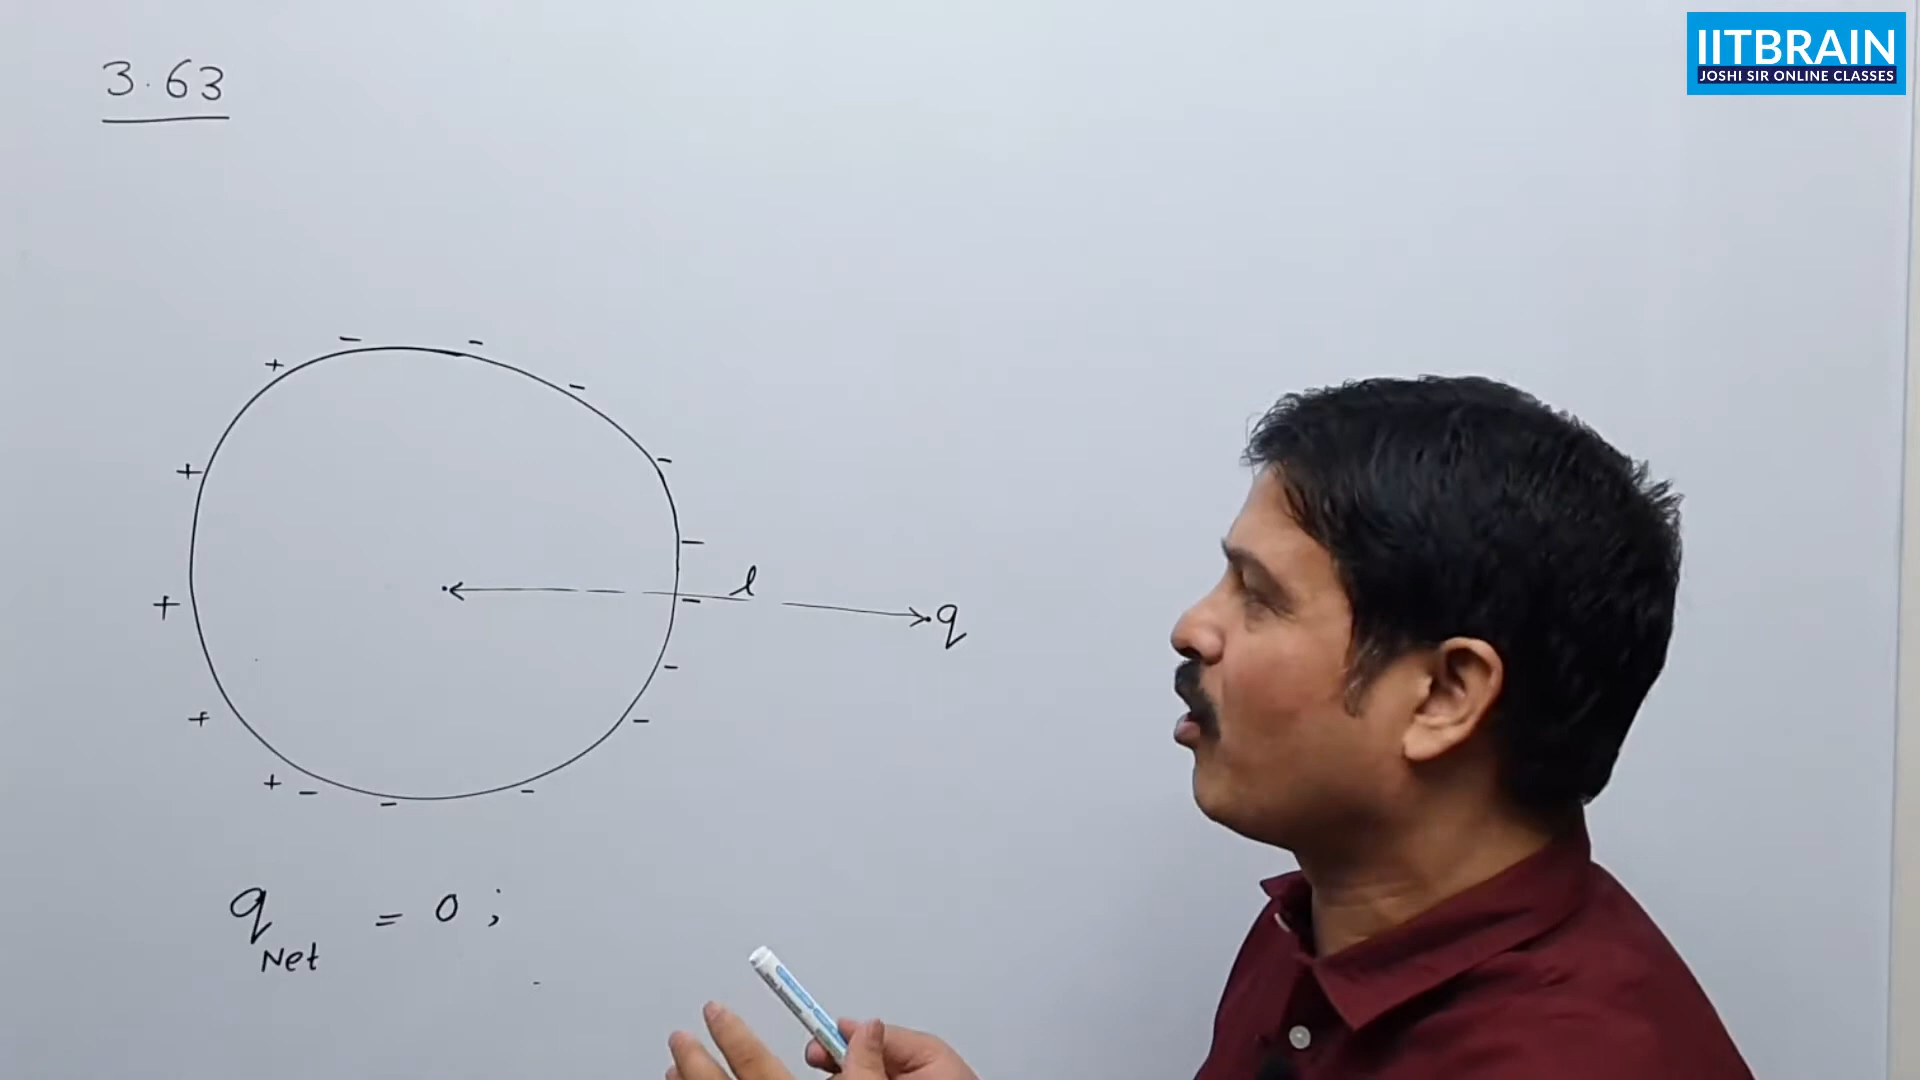 3.63
IITBRAIN
JOSHI SIR ONLINE CLASSES
- -
+ -
+ -
-
l
+ - q
-
+ -
+ - - -
q Net = 0 ;